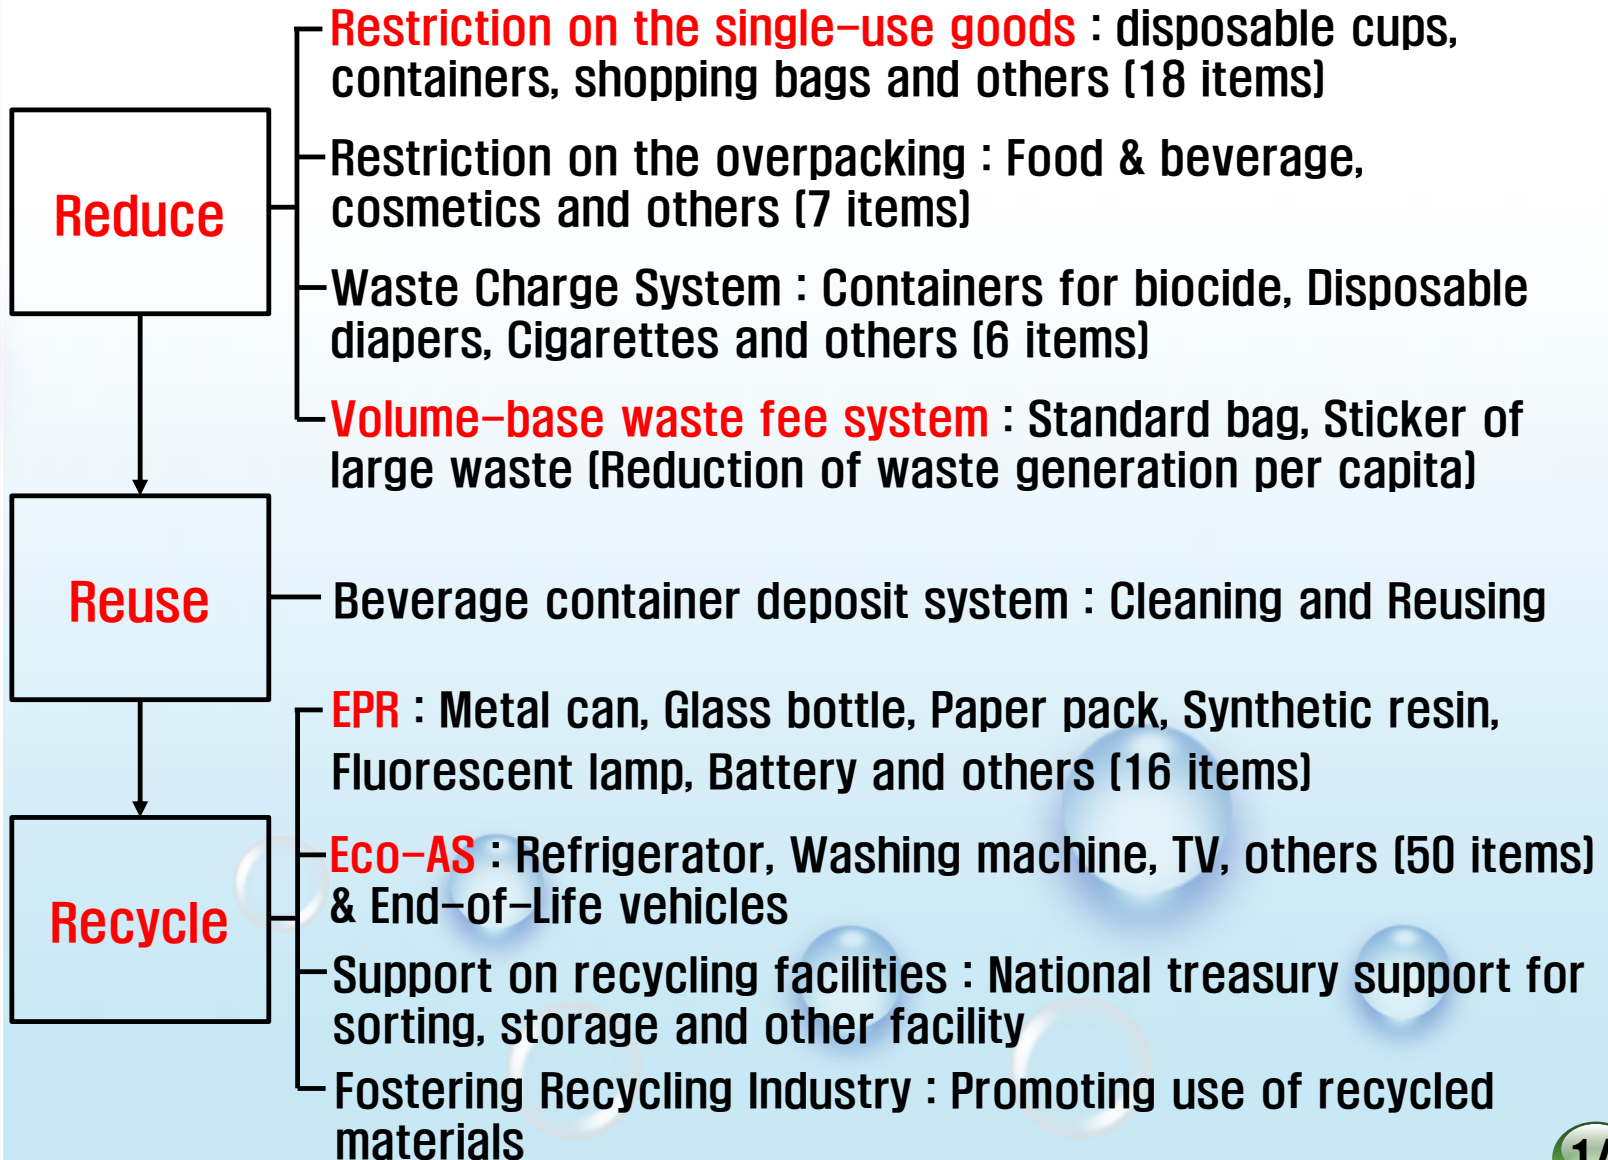 Restriction on the single-use goods : disposable cups,
containers, shopping bags and others (18 items)
Reduce
Restriction on the overpacking : Food & beverage,
cosmetics and others (7 items)
Waste Charge System : Containers for biocide, Disposable
diapers, Cigarettes and others (6 items)
Volume-base waste fee system : Standard bag, Sticker of
large waste (Reduction of waste generation per capita)
Reuse
Beverage container deposit system : Cleaning and Reusing
EPR : Metal can, Glass bottle, Paper pack, Synthetic resin,
Fluorescent lamp, Battery and others (16 items)
Recycle
Eco-AS : Refrigerator, Washing machine, TV, others (50 items)
& End-of-Life vehicles
Support on recycling facilities : National treasury support for
sorting, storage and other facility
Fostering Recycling Industry : Promoting use of recycled
materials